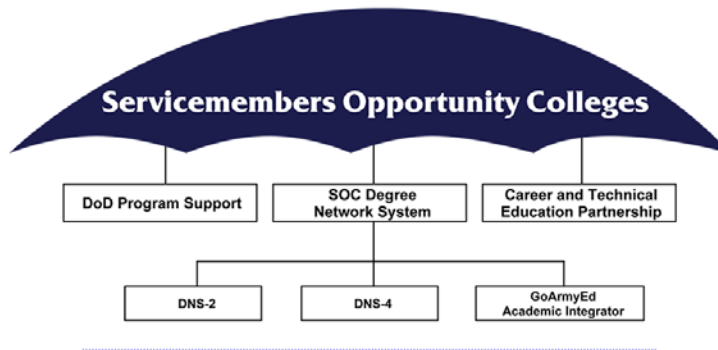 Servicemembers Opportunity Colleges
DoD Program Support
SOC Degree
Network System
Career and Technical
Education Partnership
DNS-2
DNS-4
GoArmyEd
Academic Integrator